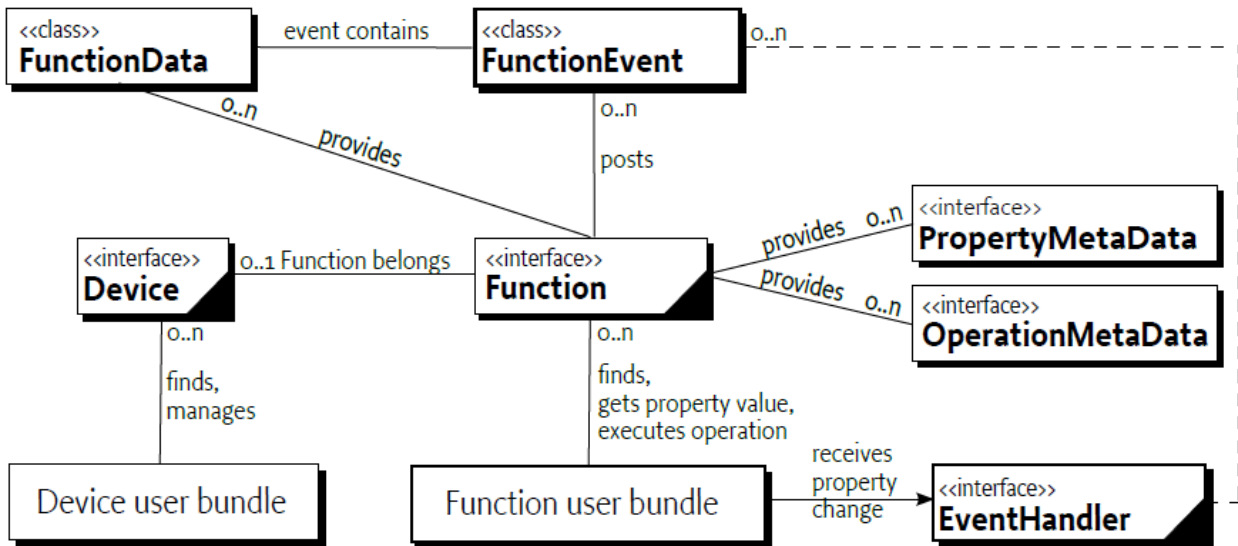 <<class>>
FunctionData
event contains
<<class>>
FunctionEvent
0..n
0..n
provides
0..n
posts
<<interface>>
Device
0..1 Function belongs
<<interface>>
Function
provides 0..n
<<interface>>
PropertyMetaData
provides 0..n
<<interface>>
OperationMetaData
0..n
finds,
manages
0..n
finds,
gets property value,
executes operation
Device user bundle
Function user bundle
receives
property
change
<<interface>>
EventHandler